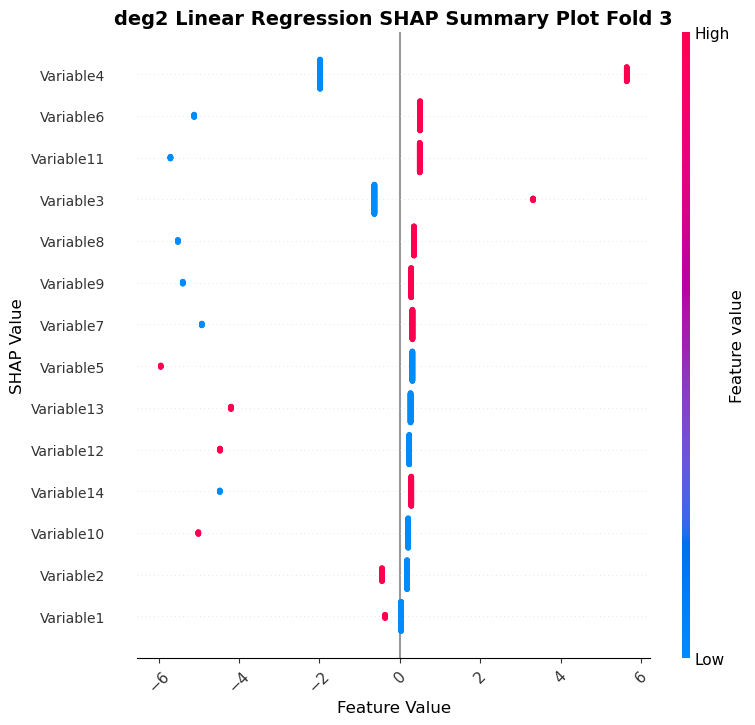 deg2 Linear Regression SHAP Summary Plot Fold 3
High
Variable4
Variable6
Variable11
Variable3
Variable8
Variable9
Variable7
Variable5
Variable13
Variable12
Variable14
Variable10
Variable2
Variable1
SHAP Value
Feature value
Low
−6 −4 −2 0 2 4 6
Feature Value